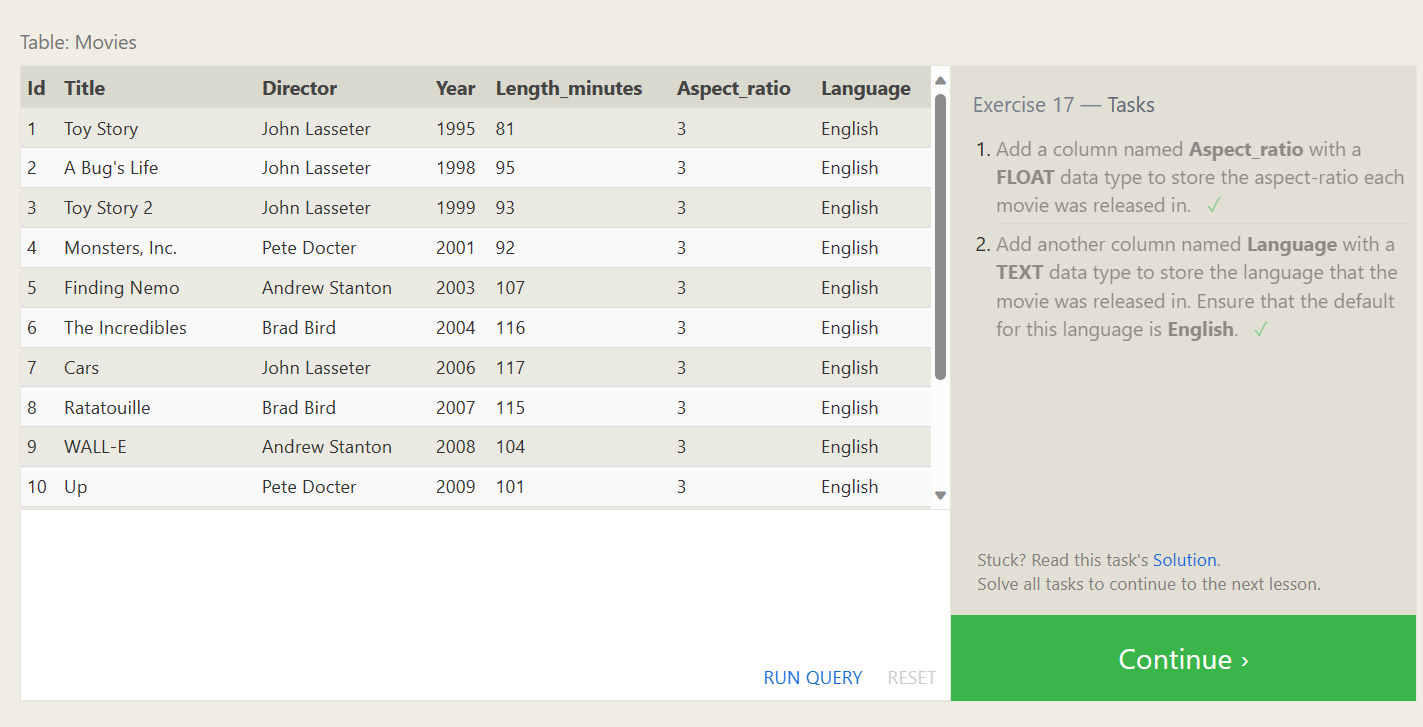 Table: Movies
Id Title Director Year Length_minutes Aspect_ratio Language
1 Toy Story John Lasseter 1995 81 3 English
2 A Bug's Life John Lasseter 1998 95 3 English
3 Toy Story 2 John Lasseter 1999 93 3 English
4 Monsters, Inc. Pete Docter 2001 92 3 English
5 Finding Nemo Andrew Stanton 2003 107 3 English
6 The Incredibles Brad Bird 2004 116 3 English
7 Cars John Lasseter 2006 117 3 English
8 Ratatouille Brad Bird 2007 115 3 English
9 WALL-E Andrew Stanton 2008 104 3 English
10 Up Pete Docter 2009 101 3 English
RUN QUERY RESET
Exercise 17 — Tasks
1. Add a column named Aspect_ratio with a
FLOAT data type to store the aspect-ratio each
movie was released in. ✓
2. Add another column named Language with a
TEXT data type to store the language that the
movie was released in. Ensure that the default
for this language is English. ✓
Stuck? Read this task's Solution.
Solve all tasks to continue to the next lesson.
Continue ›